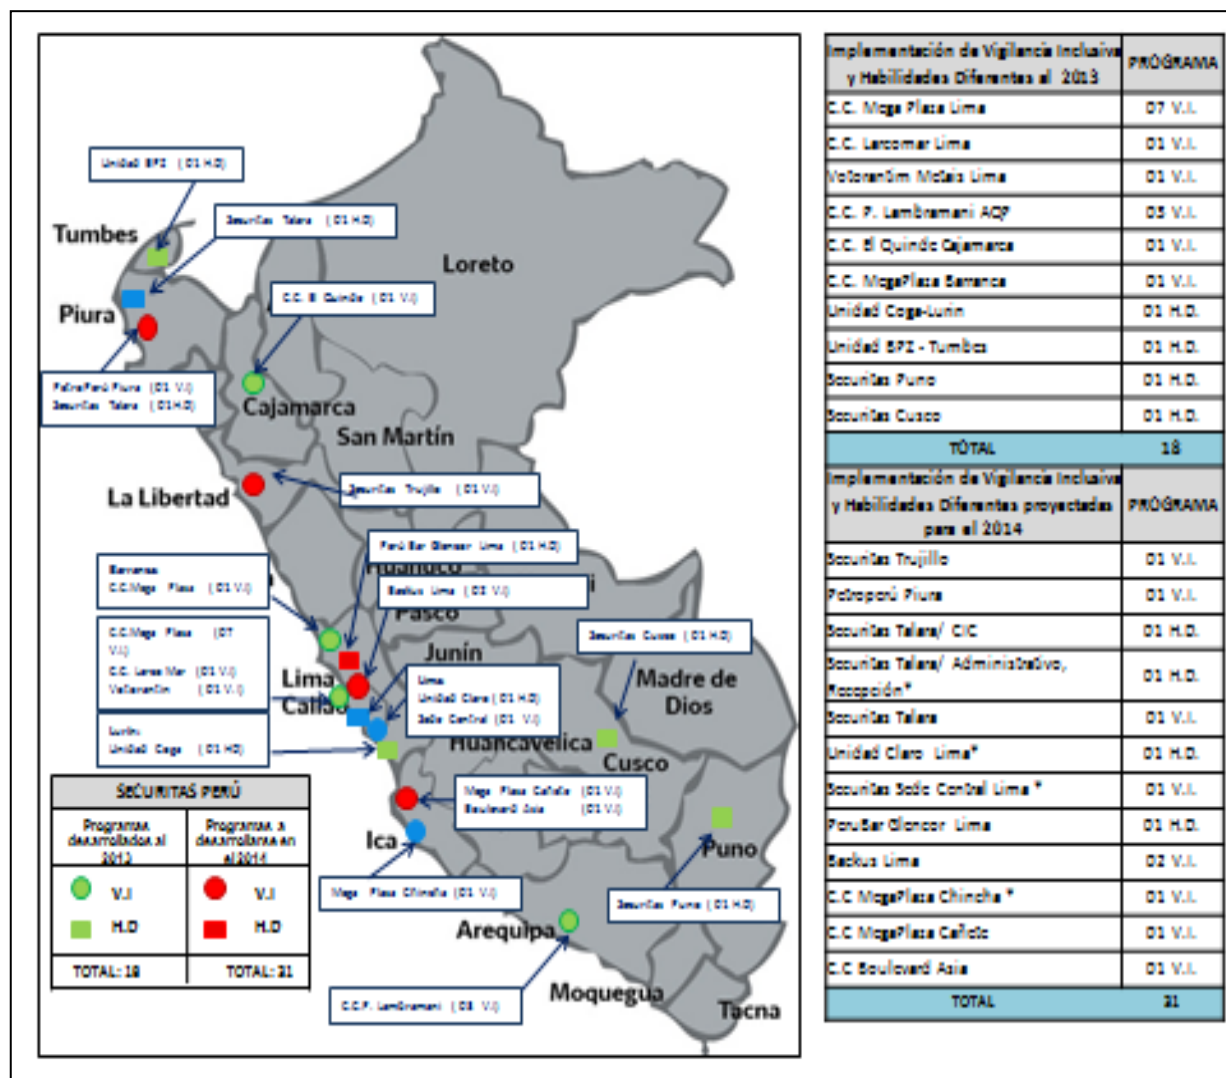 Unidad BPZ ( 01 H.D)
Securitas Talara ( 01 H.D)
Tumbes
Loreto
C.C. El Quinde ( 01 V.I)
Piura
PetroPerú Piura (01 V.I)
Securitas Talara (01H.D)
Cajamarca
San Martín
La Libertad
Securitas Trujillo (01 V.I)
Perú Bar Glencor Lima ( 01 H.D)
Huánuco
Barranca:
C.C.Mega Plaza ( 01 V.I)
Backus Lima ( 02 V.I)
Pasco
C.C.Mega Plaza (07
V.I)
C.C. Larco Mar (01 V.I)
Votorantin (01 V.I)
Securitas Cusco ( 01 H.D)
Junín
Lima
Callao
Lima:
Unidad Claro ( 01 H.D)
Sede Central (01 V.I)
Madre de
Dios
Lurín:
Unidad Coga ( 01 HD)
Huancavelica
Cusco
Mega Plaza Cañete (01 V.I)
Boulevard Asia (01 V.I)
Ica
Puno
Mega Plaza Chincha (01 V.I)
Securitas Puno ( 01 H.D)
Arequipa
C.C.P. Lambramani ( 03 V.I)
Moquegua
Tacna
SECURITAS PERÚ
Programas
desarrollados al
2013
Programas a
desarrollarse en
el 2014
V.I
V.I
H.D
H.D
TOTAL: 18
TOTAL: 31
Implementación de Vigilancia Inclusiva
y Habilidades Diferentes al 2013
PROGRAMA
C.C. Mega Plaza Lima 07 V.I.
C.C. Larcomar Lima 01 V.I.
Votorantim Metais Lima 01 V.I.
C.C. P. Lambramani AQP 03 V.I.
C.C. El Quinde Cajamarca 01 V.I.
C.C. MegaPlaza Barranca 01 V.I.
Unidad Coga-Lurin 01 H.D.
Unidad BPZ - Tumbes 01 H.D.
Securitas Puno 01 H.D.
Securitas Cusco 01 H.D.
TOTAL 18
Implementación de Vigilancia Inclusiva
y Habilidades Diferentes proyectadas
para el 2014
PROGRAMA
Securitas Trujillo 01 V.I.
Petroperú Piura 01 V.I.
Securitas Talara/ CIC 01 H.D.
Securitas Talara/ Administrativo,
Recepción* 01 H.D.
Securitas Talara 01 V.I.
Unidad Claro Lima* 01 H.D.
Securitas Sede Central Lima * 01 V.I.
PeruBar Glencor Lima 01 H.D.
Backus Lima 02 V.I.
C.C MegaPlaza Chincha * 01 V.I.
C.C MegaPlaza Cañete 01 V.I.
C.C Boulevard Asia 01 V.I.
TOTAL 31